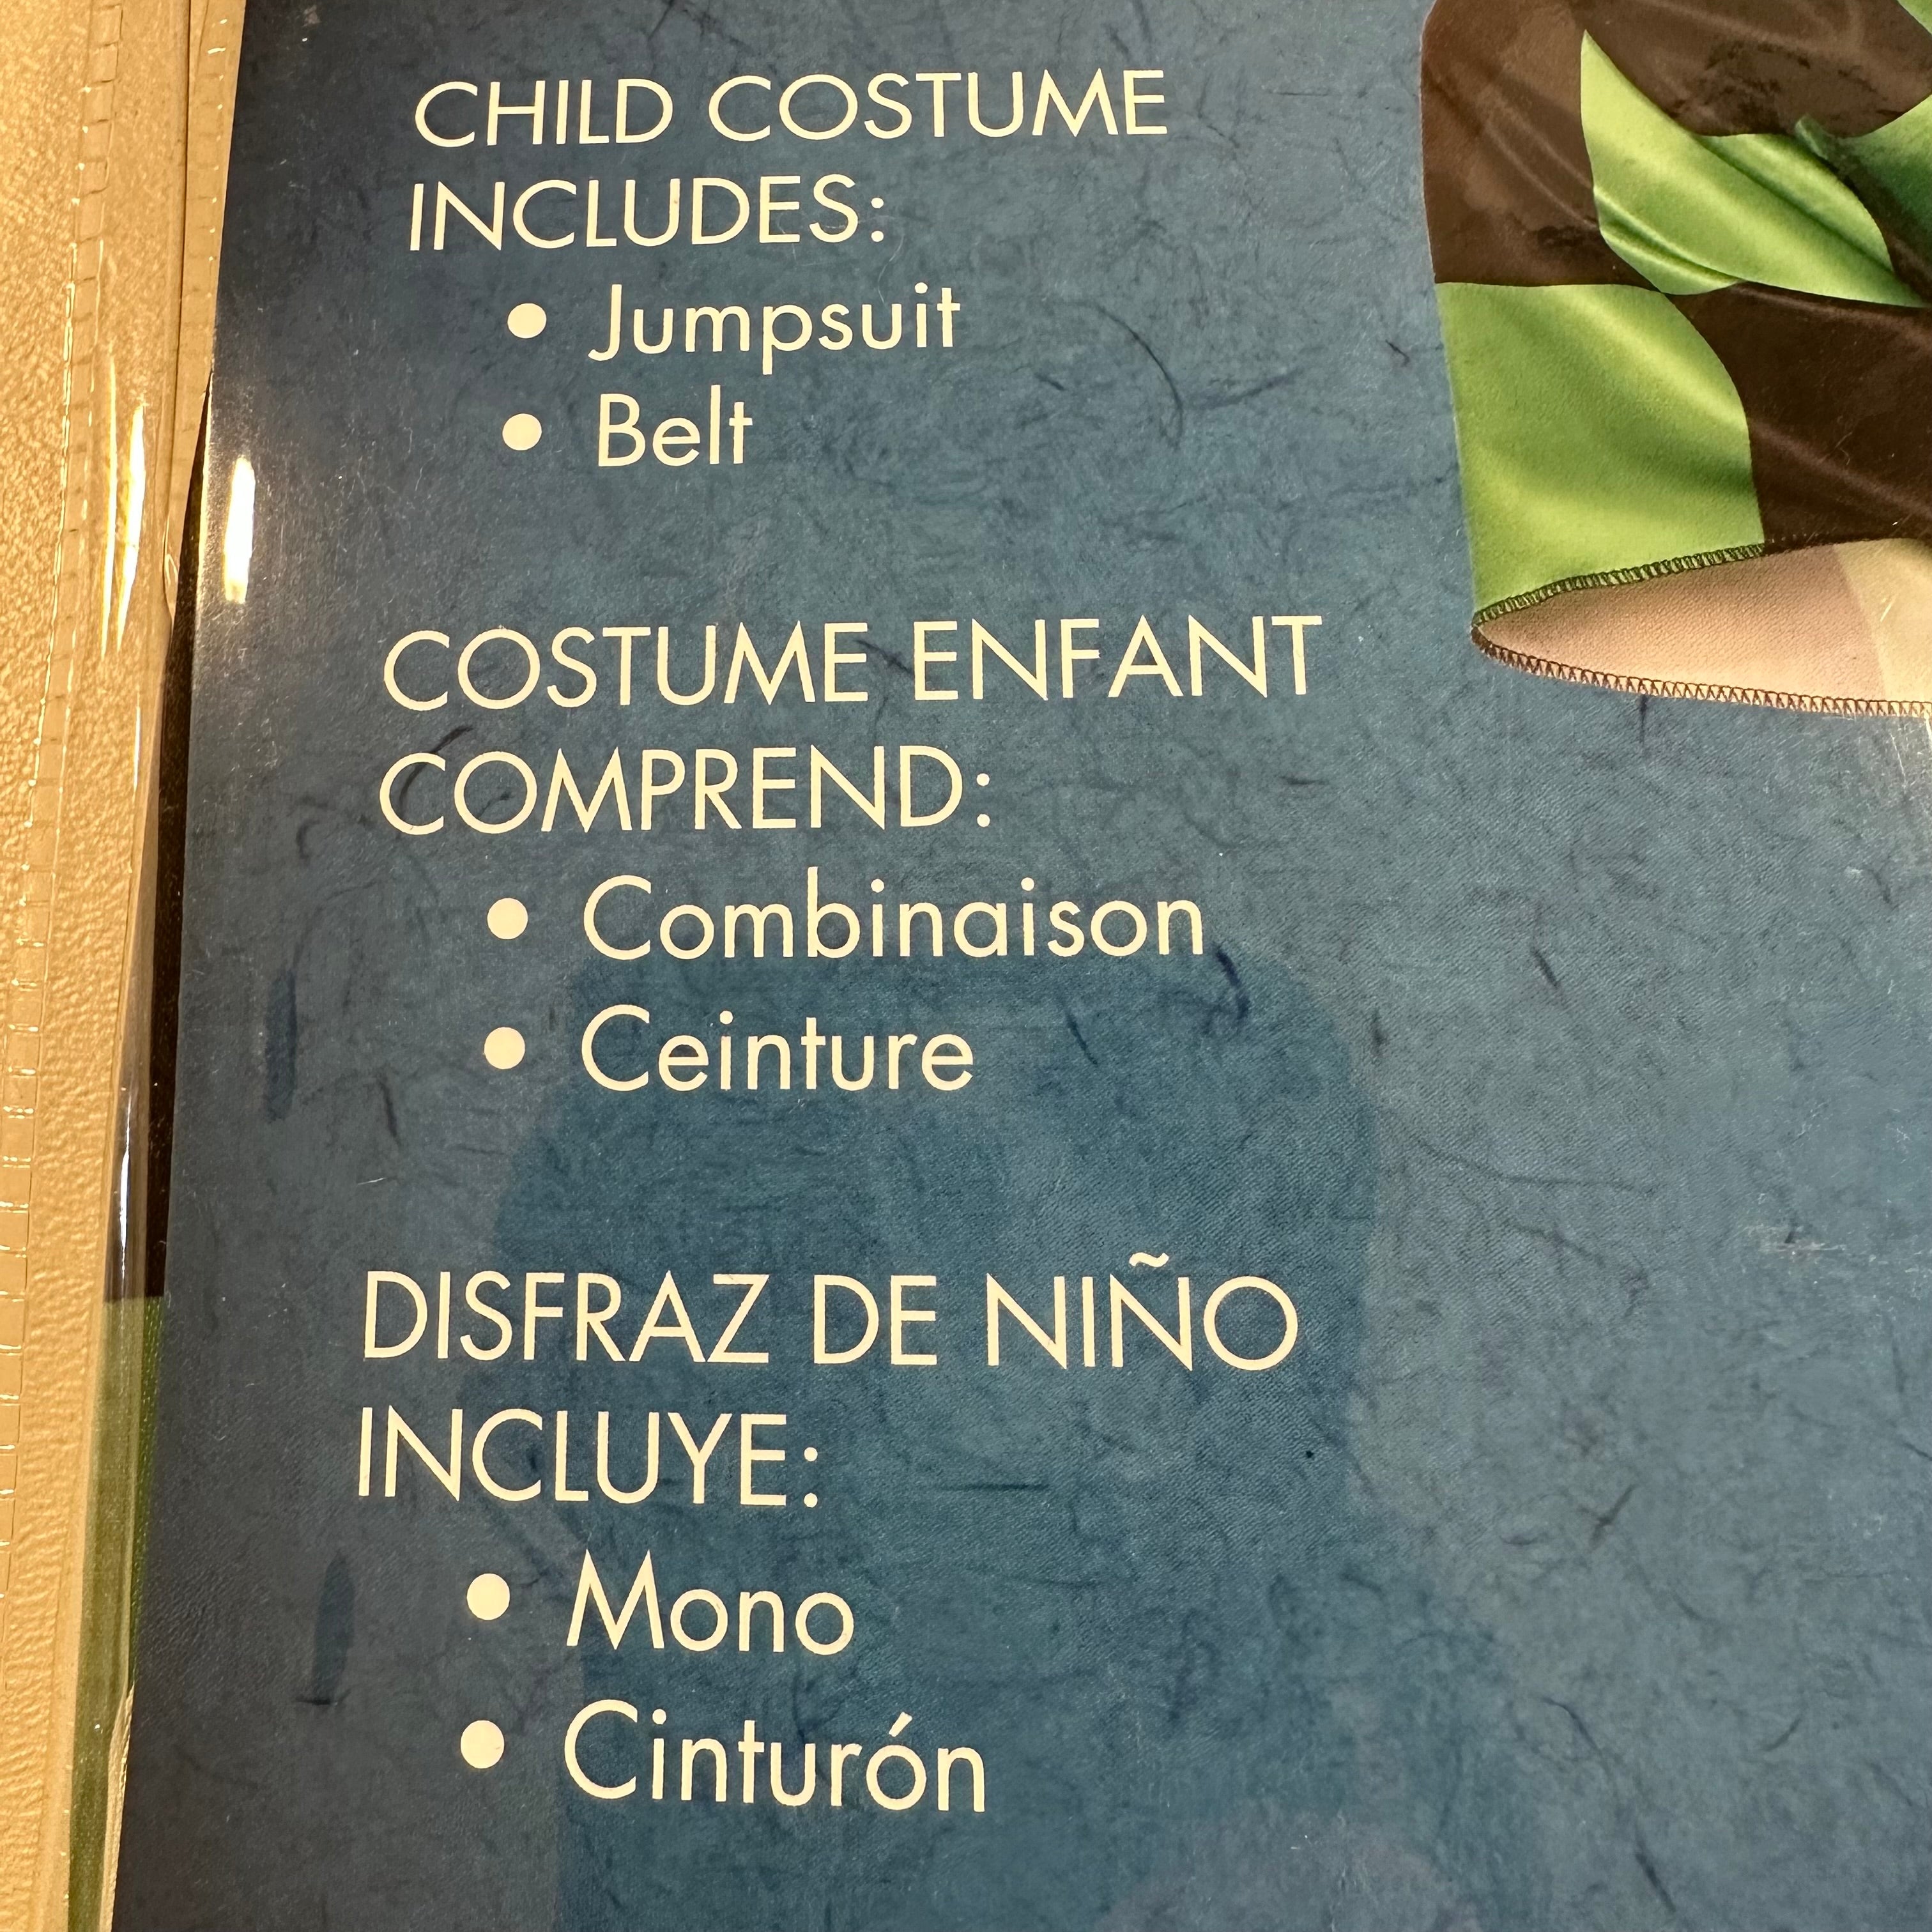 CHILD COSTUME
INCLUDES:
• Jumpsuit
• Belt
COSTUME ENFANT
COMPREND:
• Combinaison
• Ceinture
DISFRAZ DE NIÑO
INCLUYE:
• Mono
• Cinturón